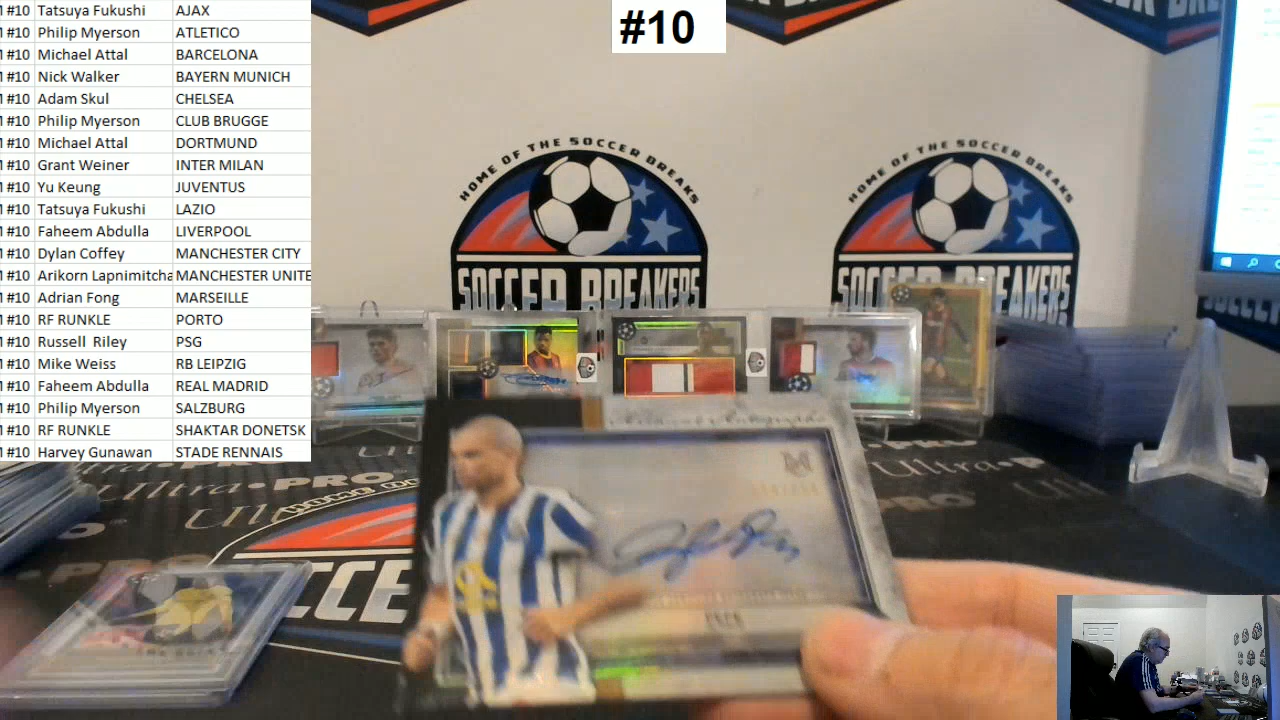 #10 Tatsuya Fukushi AJAX
#10 Philip Myerson ATLETICO
#10 Michael Attal BARCELONA
#10 Nick Walker BAYERN MUNICH
#10 Adam Skul CHELSEA
#10 Philip Myerson CLUB BRUGGE
#10 Michael Attal DORTMUND
#10 Grant Weiner INTER MILAN
#10 Yu Keung JUVENTUS
#10 Tatsuya Fukushi LAZIO
#10 Faheem Abdulla LIVERPOOL
#10 Dylan Coffey MANCHESTER CITY
#10 Arikorn Lapnimitcha MANCHESTER UNITE
#10 Adrian Fong MARSEILLE
#10 RF RUNKLE PORTO
#10 Russell Riley PSG
#10 Mike Weiss RB LEIPZIG
#10 Faheem Abdulla REAL MADRID
#10 Philip Myerson SALZBURG
#10 RF RUNKLE SHAKTAR DONETSK
#10 Harvey Gunawan STADE RENNAIS
#10
HOME OF THE SOCCER BREAKS
SOCCER BREAKERS
HOME OF THE SOCCER BREAKS
SOCCER BREAKERS
Ultra PRO
PEPE